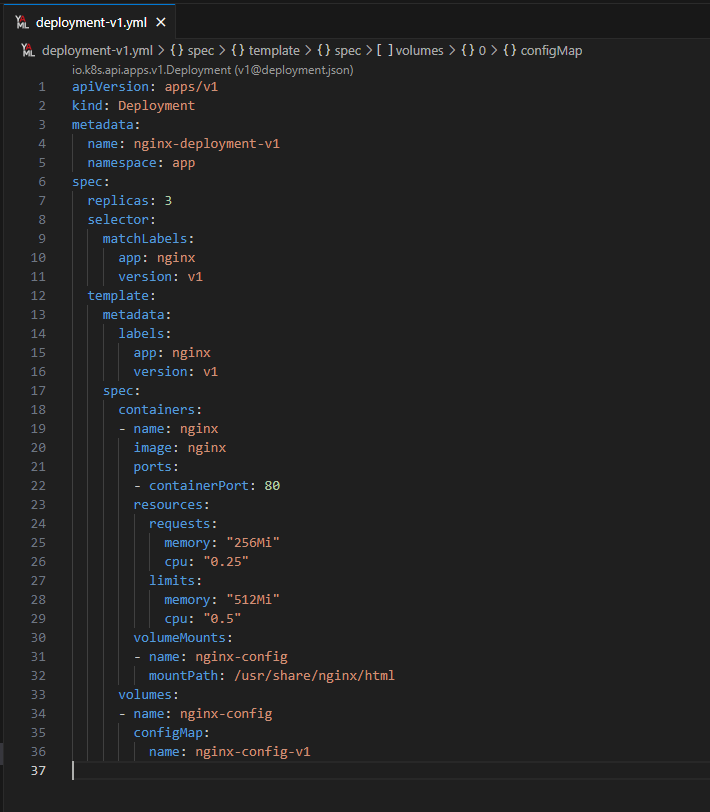 deployment-v1.yml
deployment-v1.yml > {} spec > {} template > {} spec > [ ] volumes > {} 0 > {} configMap
io.k8s.api.apps.v1.Deployment (v1@deployment.json)
1 apiVersion: apps/v1
2 kind: Deployment
3 metadata:
4   name: nginx-deployment-v1
5   namespace: app
6 spec:
7   replicas: 3
8   selector:
9     matchLabels:
10       app: nginx
11       version: v1
12   template:
13     metadata:
14       labels:
15         app: nginx
16         version: v1
17     spec:
18       containers:
19       - name: nginx
20         image: nginx
21         ports:
22         - containerPort: 80
23         resources:
24           requests:
25             memory: "256Mi"
26             cpu: "0.25"
27           limits:
28             memory: "512Mi"
29             cpu: "0.5"
30         volumeMounts:
31         - name: nginx-config
32           mountPath: /usr/share/nginx/html
33       volumes:
34       - name: nginx-config
35         configMap:
36           name: nginx-config-v1
37